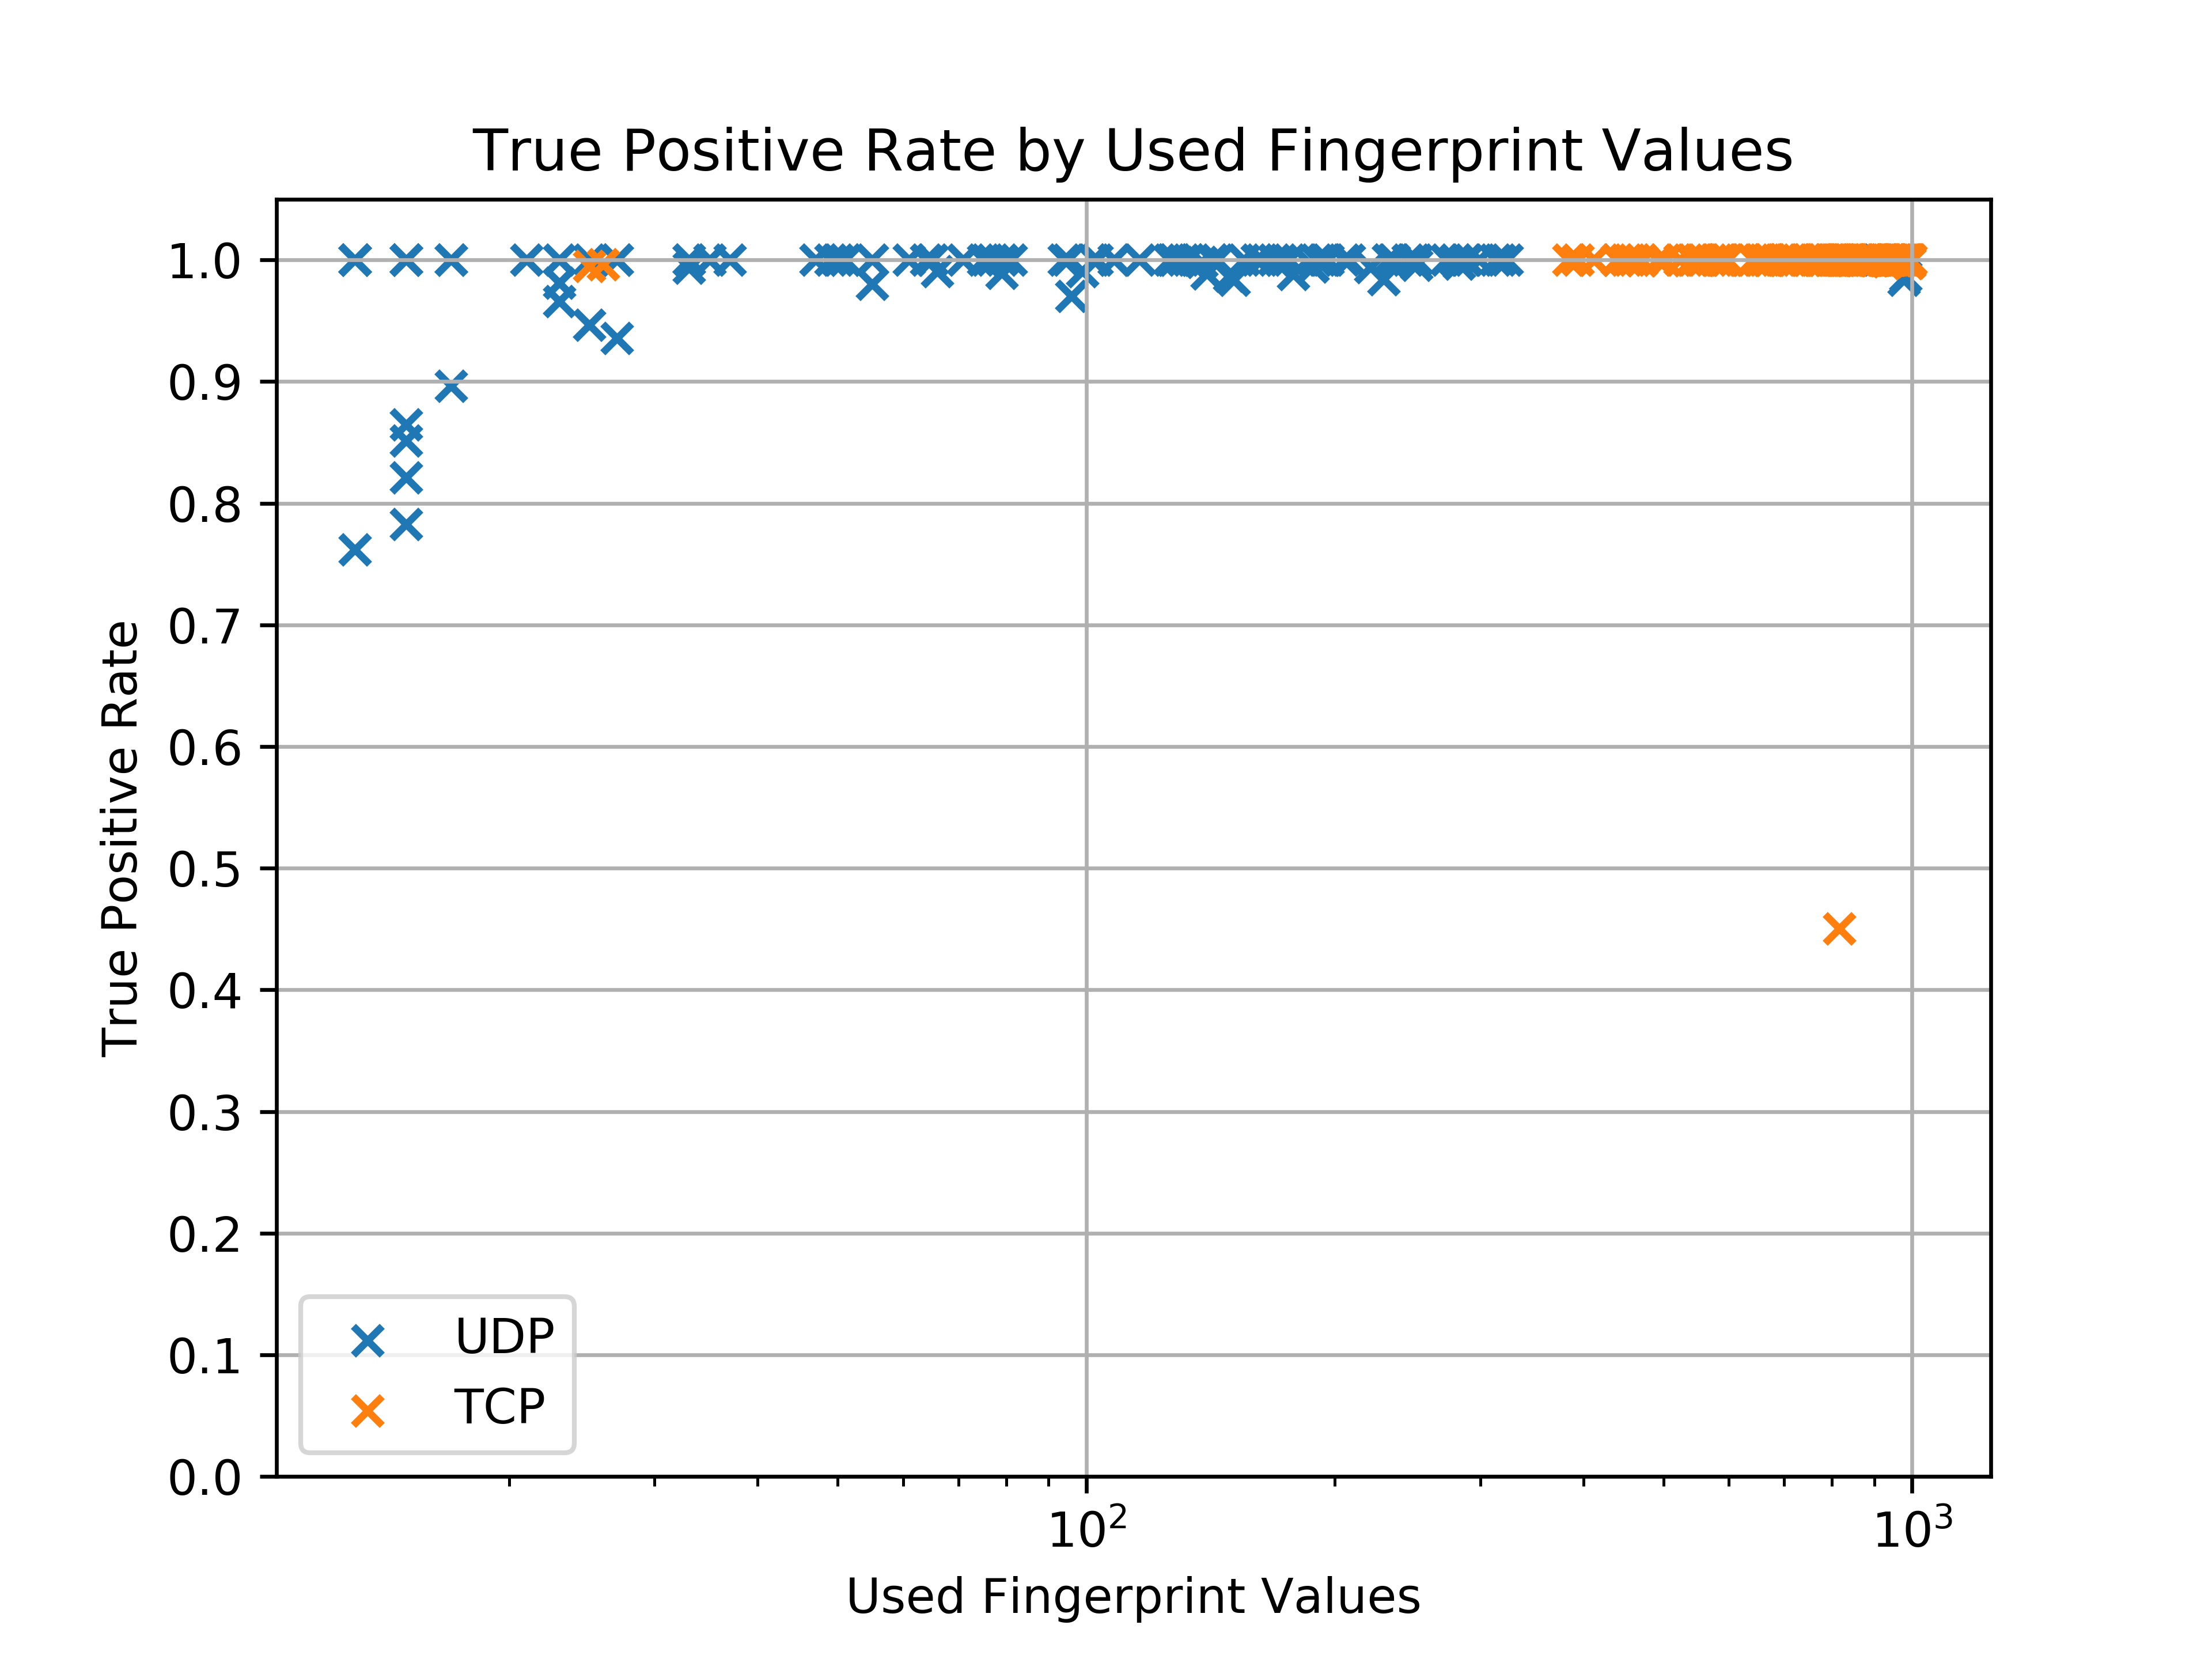 True Positive Rate by Used Fingerprint Values
True Positive Rate
1.0
0.9
0.8
0.7
0.6
0.5
0.4
0.3
0.2
0.1
0.0
UDP
TCP
10²
10³
Used Fingerprint Values